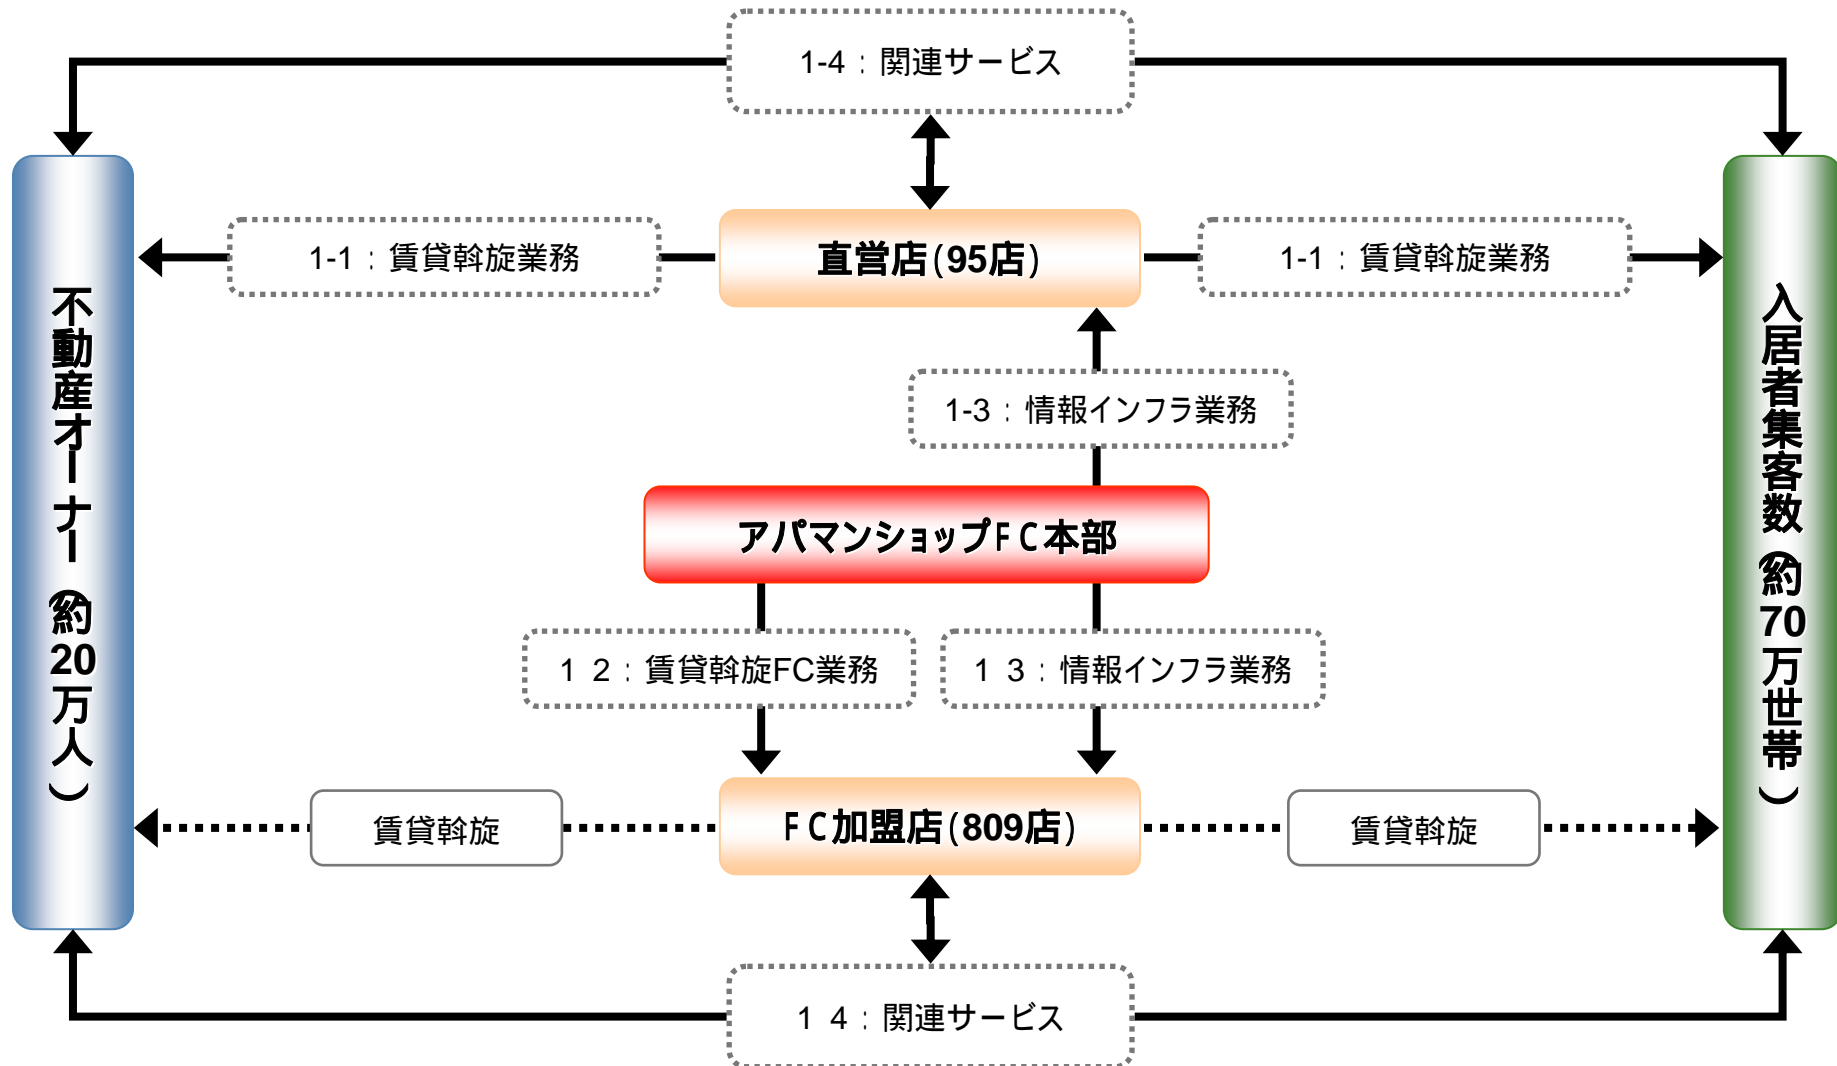 1-4：関連サービス
直営店(95店)
1-1：賃貸斡旋業務
1-1：賃貸斡旋業務
不動産オーナー（約20万人）
入居者集客数（約70万世帯）
1-3：情報インフラ業務
アパマンショップFC本部
1 2：賃貸斡旋FC業務
1 3：情報インフラ業務
賃貸斡旋
FC加盟店(809店)
賃貸斡旋
1 4：関連サービス